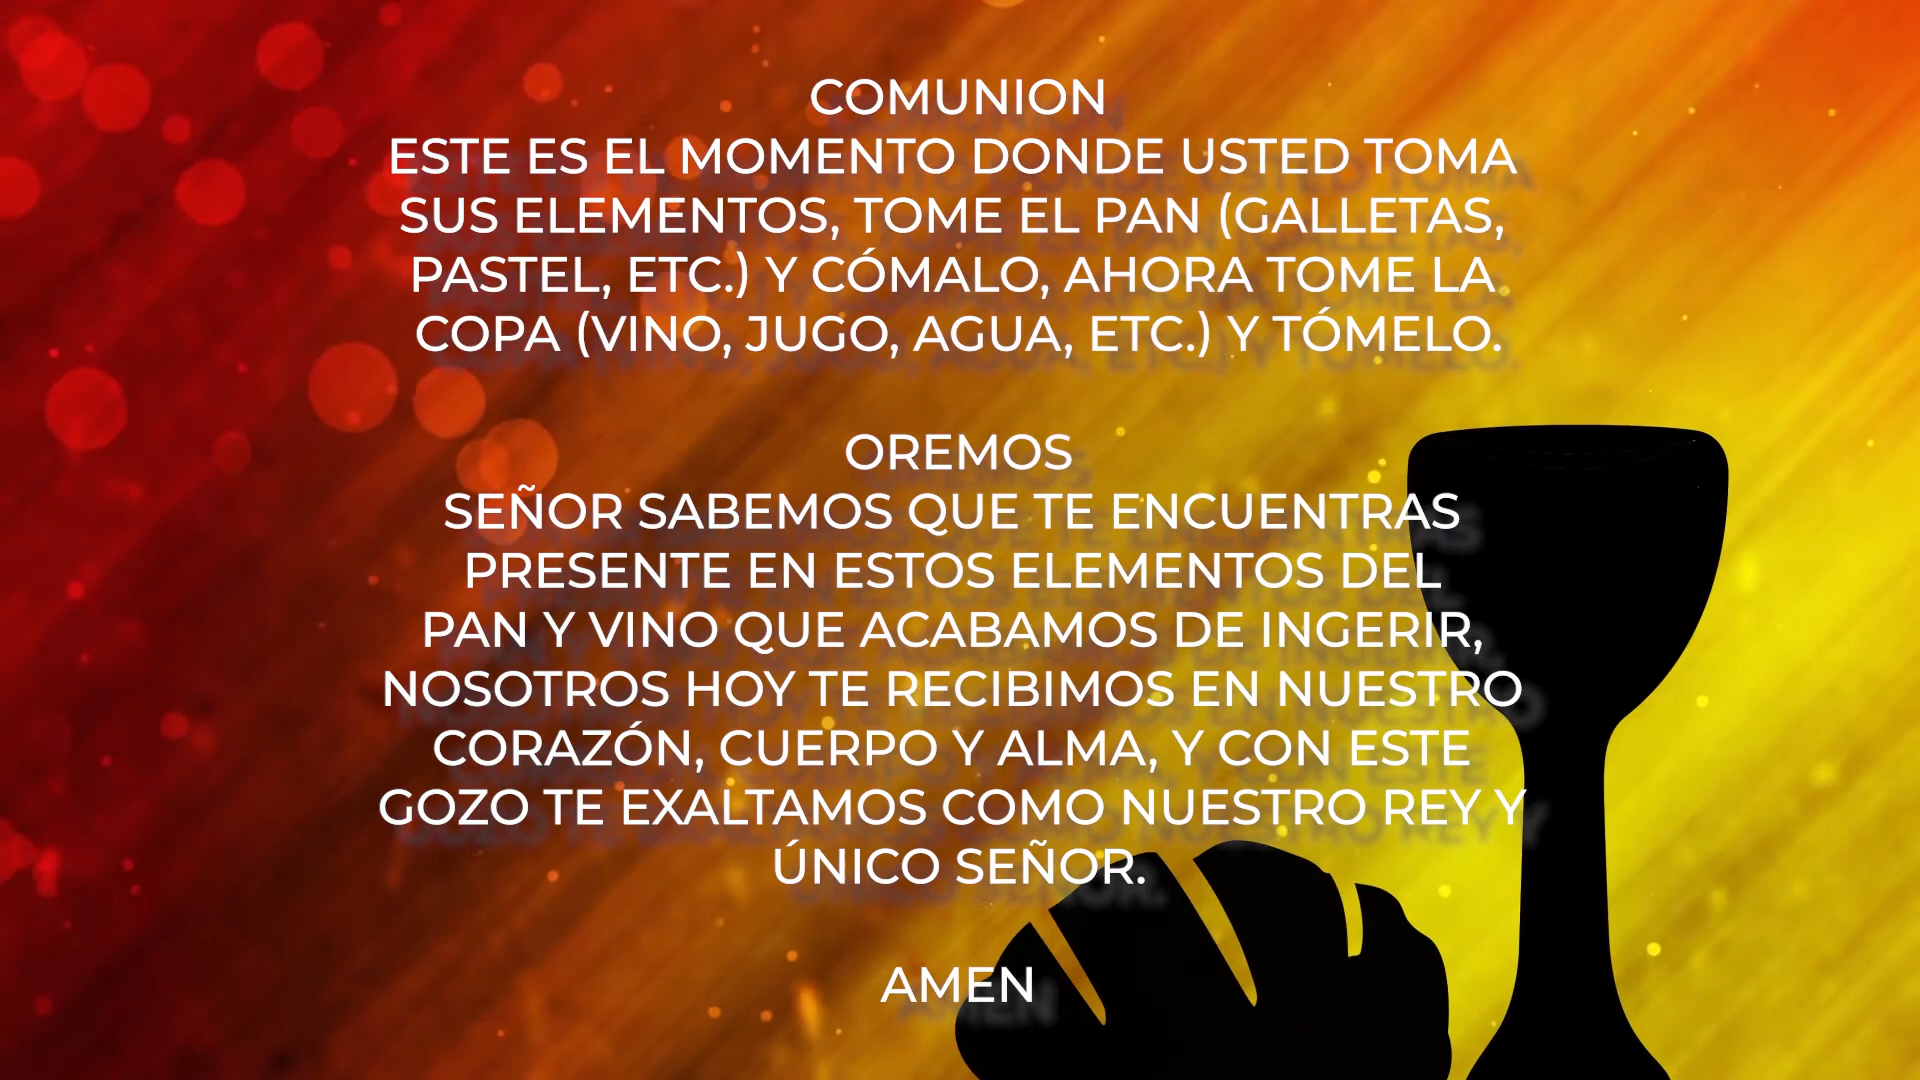 COMUNION
ESTE ES EL MOMENTO DONDE USTED TOMA
SUS ELEMENTOS, TOME EL PAN (GALLETAS,
PASTEL, ETC.) Y CÓMALO, AHORA TOME LA
COPA (VINO, JUGO, AGUA, ETC.) Y TÓMELO.
OREMOS
SEÑOR SABEMOS QUE TE ENCUENTRAS
PRESENTE EN ESTOS ELEMENTOS DEL
PAN Y VINO QUE ACABAMOS DE INGERIR,
NOSOTROS HOY TE RECIBIMOS EN NUESTRO
CORAZÓN, CUERPO Y ALMA, Y CON ESTE
GOZO TE EXALTAMOS COMO NUESTRO REY Y
ÚNICO SEÑOR.
AMEN